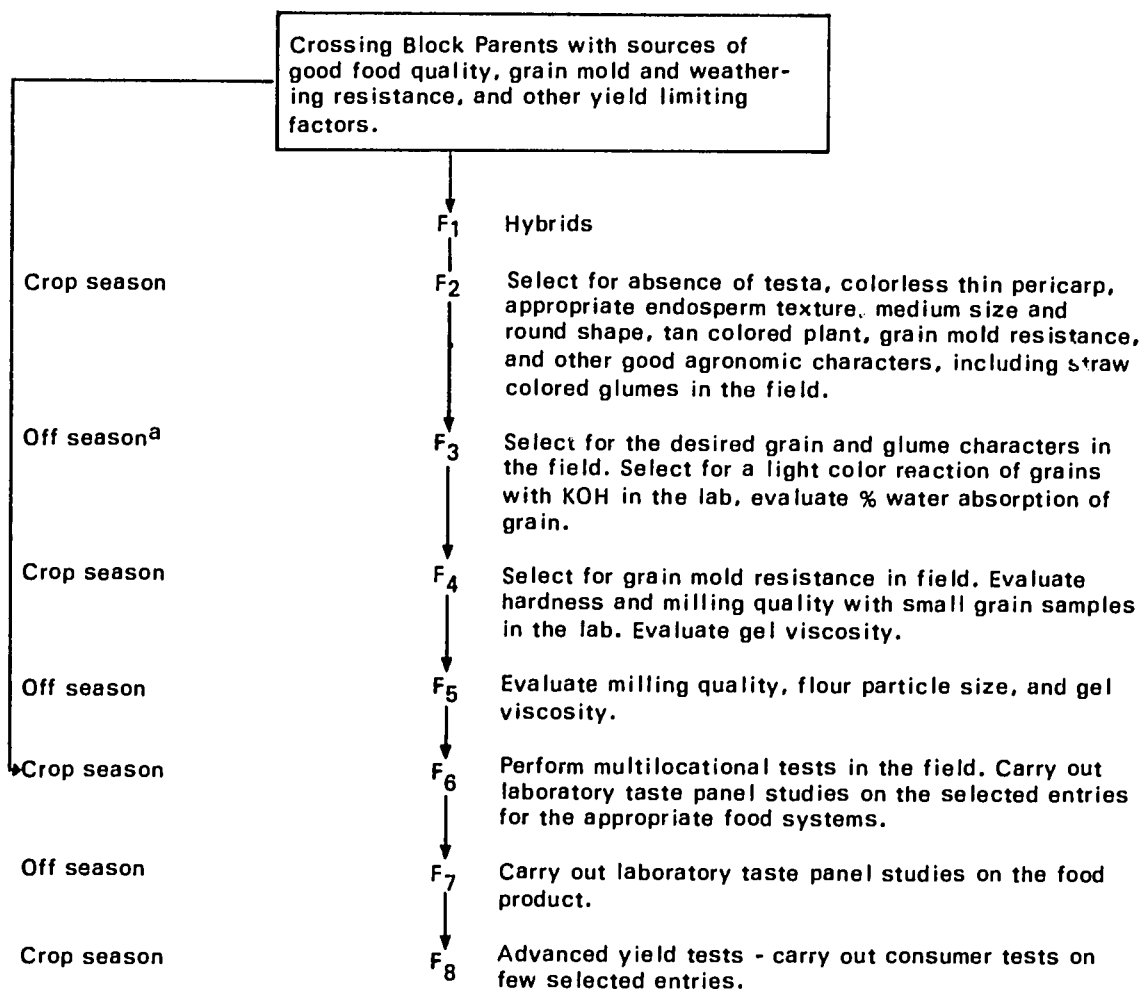 Crossing Block Parents with sources of
good food quality, grain mold and weather-
ing resistance, and other yield limiting
factors.
F1 Hybrids
Crop season F2 Select for absence of testa, colorless thin pericarp,
appropriate endosperm texture, medium size and
round shape, tan colored plant, grain mold resistance,
and other good agronomic characters, including straw
colored glumes in the field.
Off seasona F3 Select for the desired grain and glume characters in
the field. Select for a light color reaction of grains
with KOH in the lab, evaluate % water absorption of
grain.
Crop season F4 Select for grain mold resistance in field. Evaluate
hardness and milling quality with small grain samples
in the lab. Evaluate gel viscosity.
Off season F5 Evaluate milling quality, flour particle size, and gel
viscosity.
Crop season F6 Perform multilocational tests in the field. Carry out
laboratory taste panel studies on the selected entries
for the appropriate food systems.
Off season F7 Carry out laboratory taste panel studies on the food
product.
Crop season F8 Advanced yield tests - carry out consumer tests on
few selected entries.